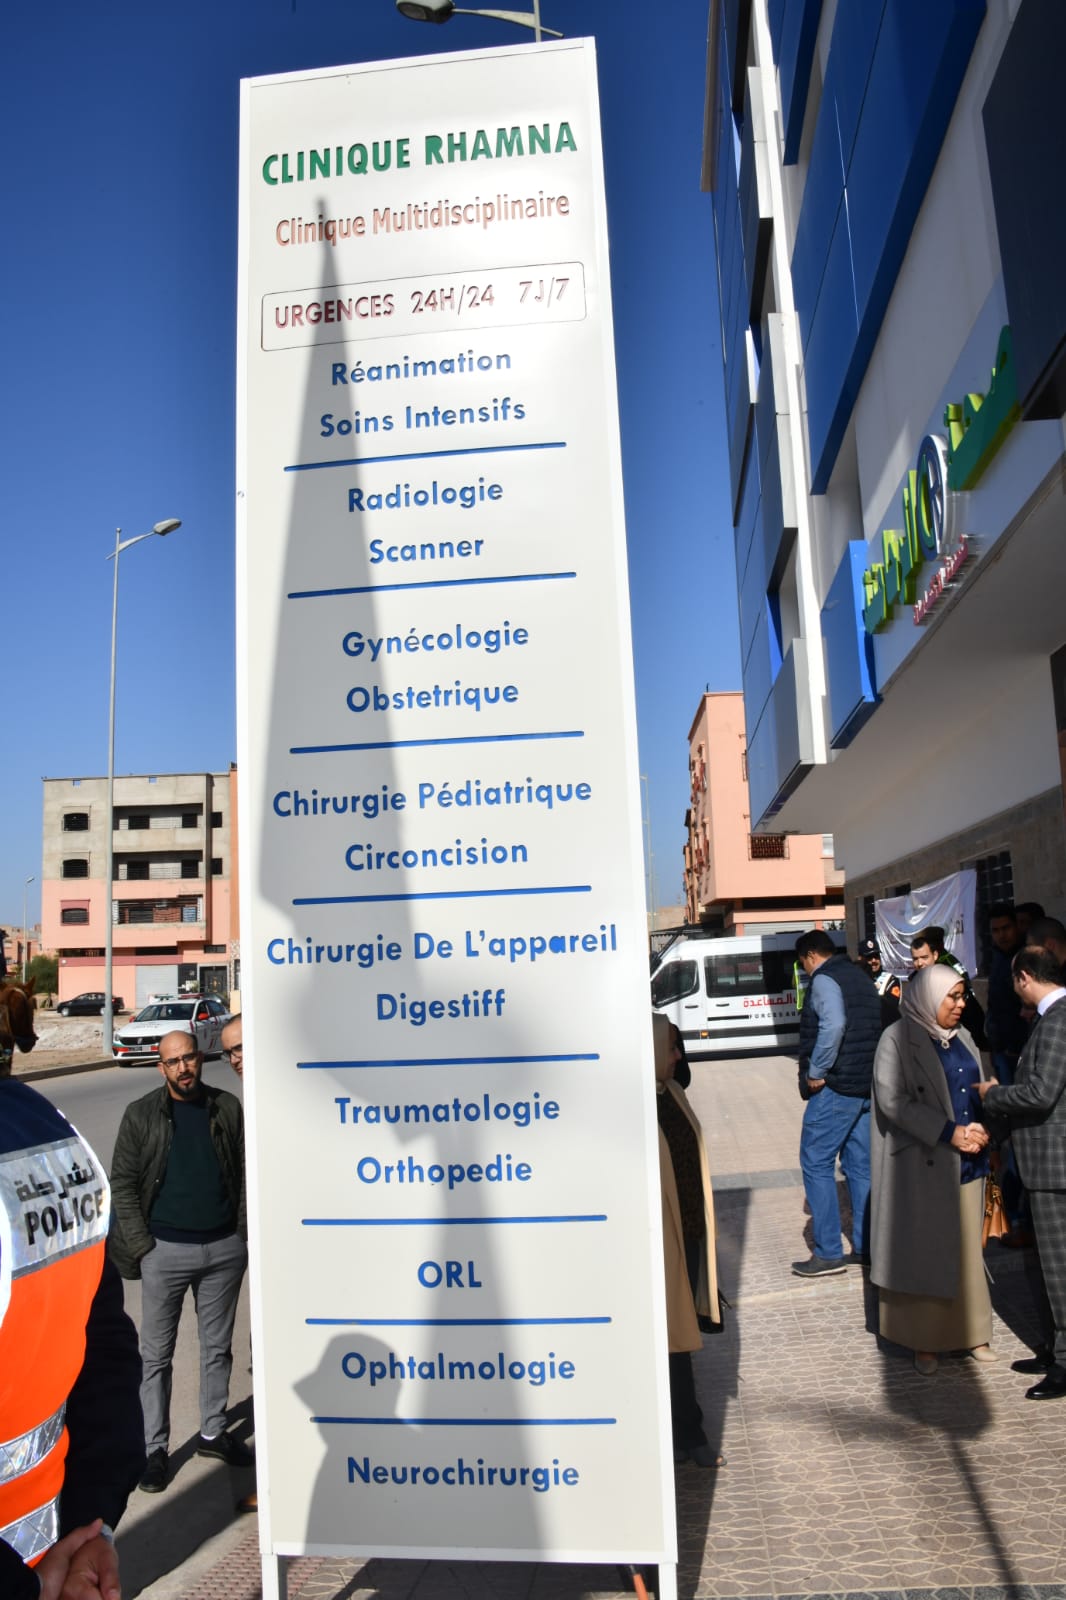 CLINIQUE RHAMNA
Clinique Multidisciplinaire
URGENCES 24H/24 7J/7
Réanimation
Soins Intensifs
Radiologie
Scanner
Gynécologie
Obstetrique
Chirurgie Pédiatrique
Circoncision
Chirurgie De L'appareil
Digestiff
Traumatologie
Orthopedie
ORL
Ophtalmologie
Neurochirurgie
الشرطة
POLICE
المساعدة